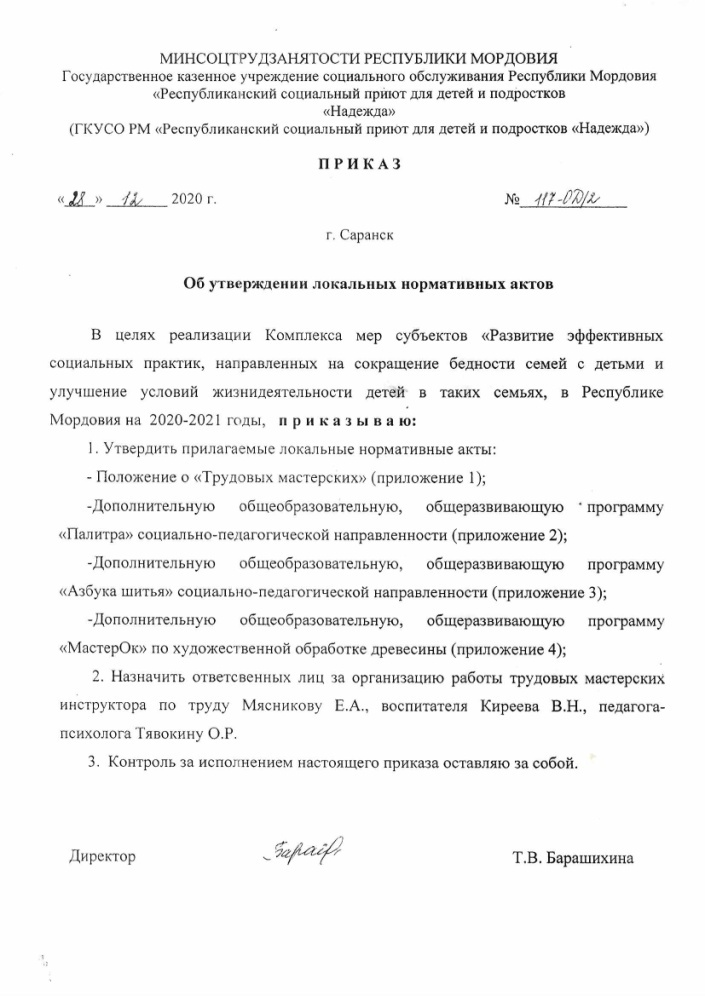 МИНСОЦТРУДЗАНЯТОСТИ РЕСПУБЛИКИ МОРДОВИЯ
Государственное казенное учреждение социального обслуживания Республики Мордовия
«Республиканский социальный приют для детей и подростков
«Надежда»
(ГКУСО РМ «Республиканский социальный приют для детей и подростков «Надежда»)
П Р И К А З
«28» 12 2020 г. № 117-ОД/2
г. Саранск
Об утверждении локальных нормативных актов
В целях реализации Комплекса мер субъектов «Развитие эффективных
социальных практик, направленных на сокращение бедности семей с детьми и
улучшение условий жизнидеятельности детей в таких семьях, в Республике
Мордовия на 2020-2021 годы, п р и к а з ы в а ю:
1. Утвердить прилагаемые локальные нормативные акты:
- Положение о «Трудовых мастерских» (приложение 1);
-Дополнительную общеобразовательную, общеразвивающую программу
«Палитра» социально-педагогической направленности (приложение 2);
-Дополнительную общеобразовательную, общеразвивающую программу
«Азбука шитья» социально-педагогической направленности (приложение 3);
-Дополнительную общеобразовательную, общеразвивающую программу
«МастерОк» по художественной обработке древесины (приложение 4);
2. Назначить ответсвенных лиц за организацию работы трудовых мастерских
инструктора по труду Мясникову Е.А., воспитателя Киреева В.Н., педагога-
психолога Тявокину О.Р.
3. Контроль за исполнением настоящего приказа оставляю за собой.
Директор Т.В. Барашихина